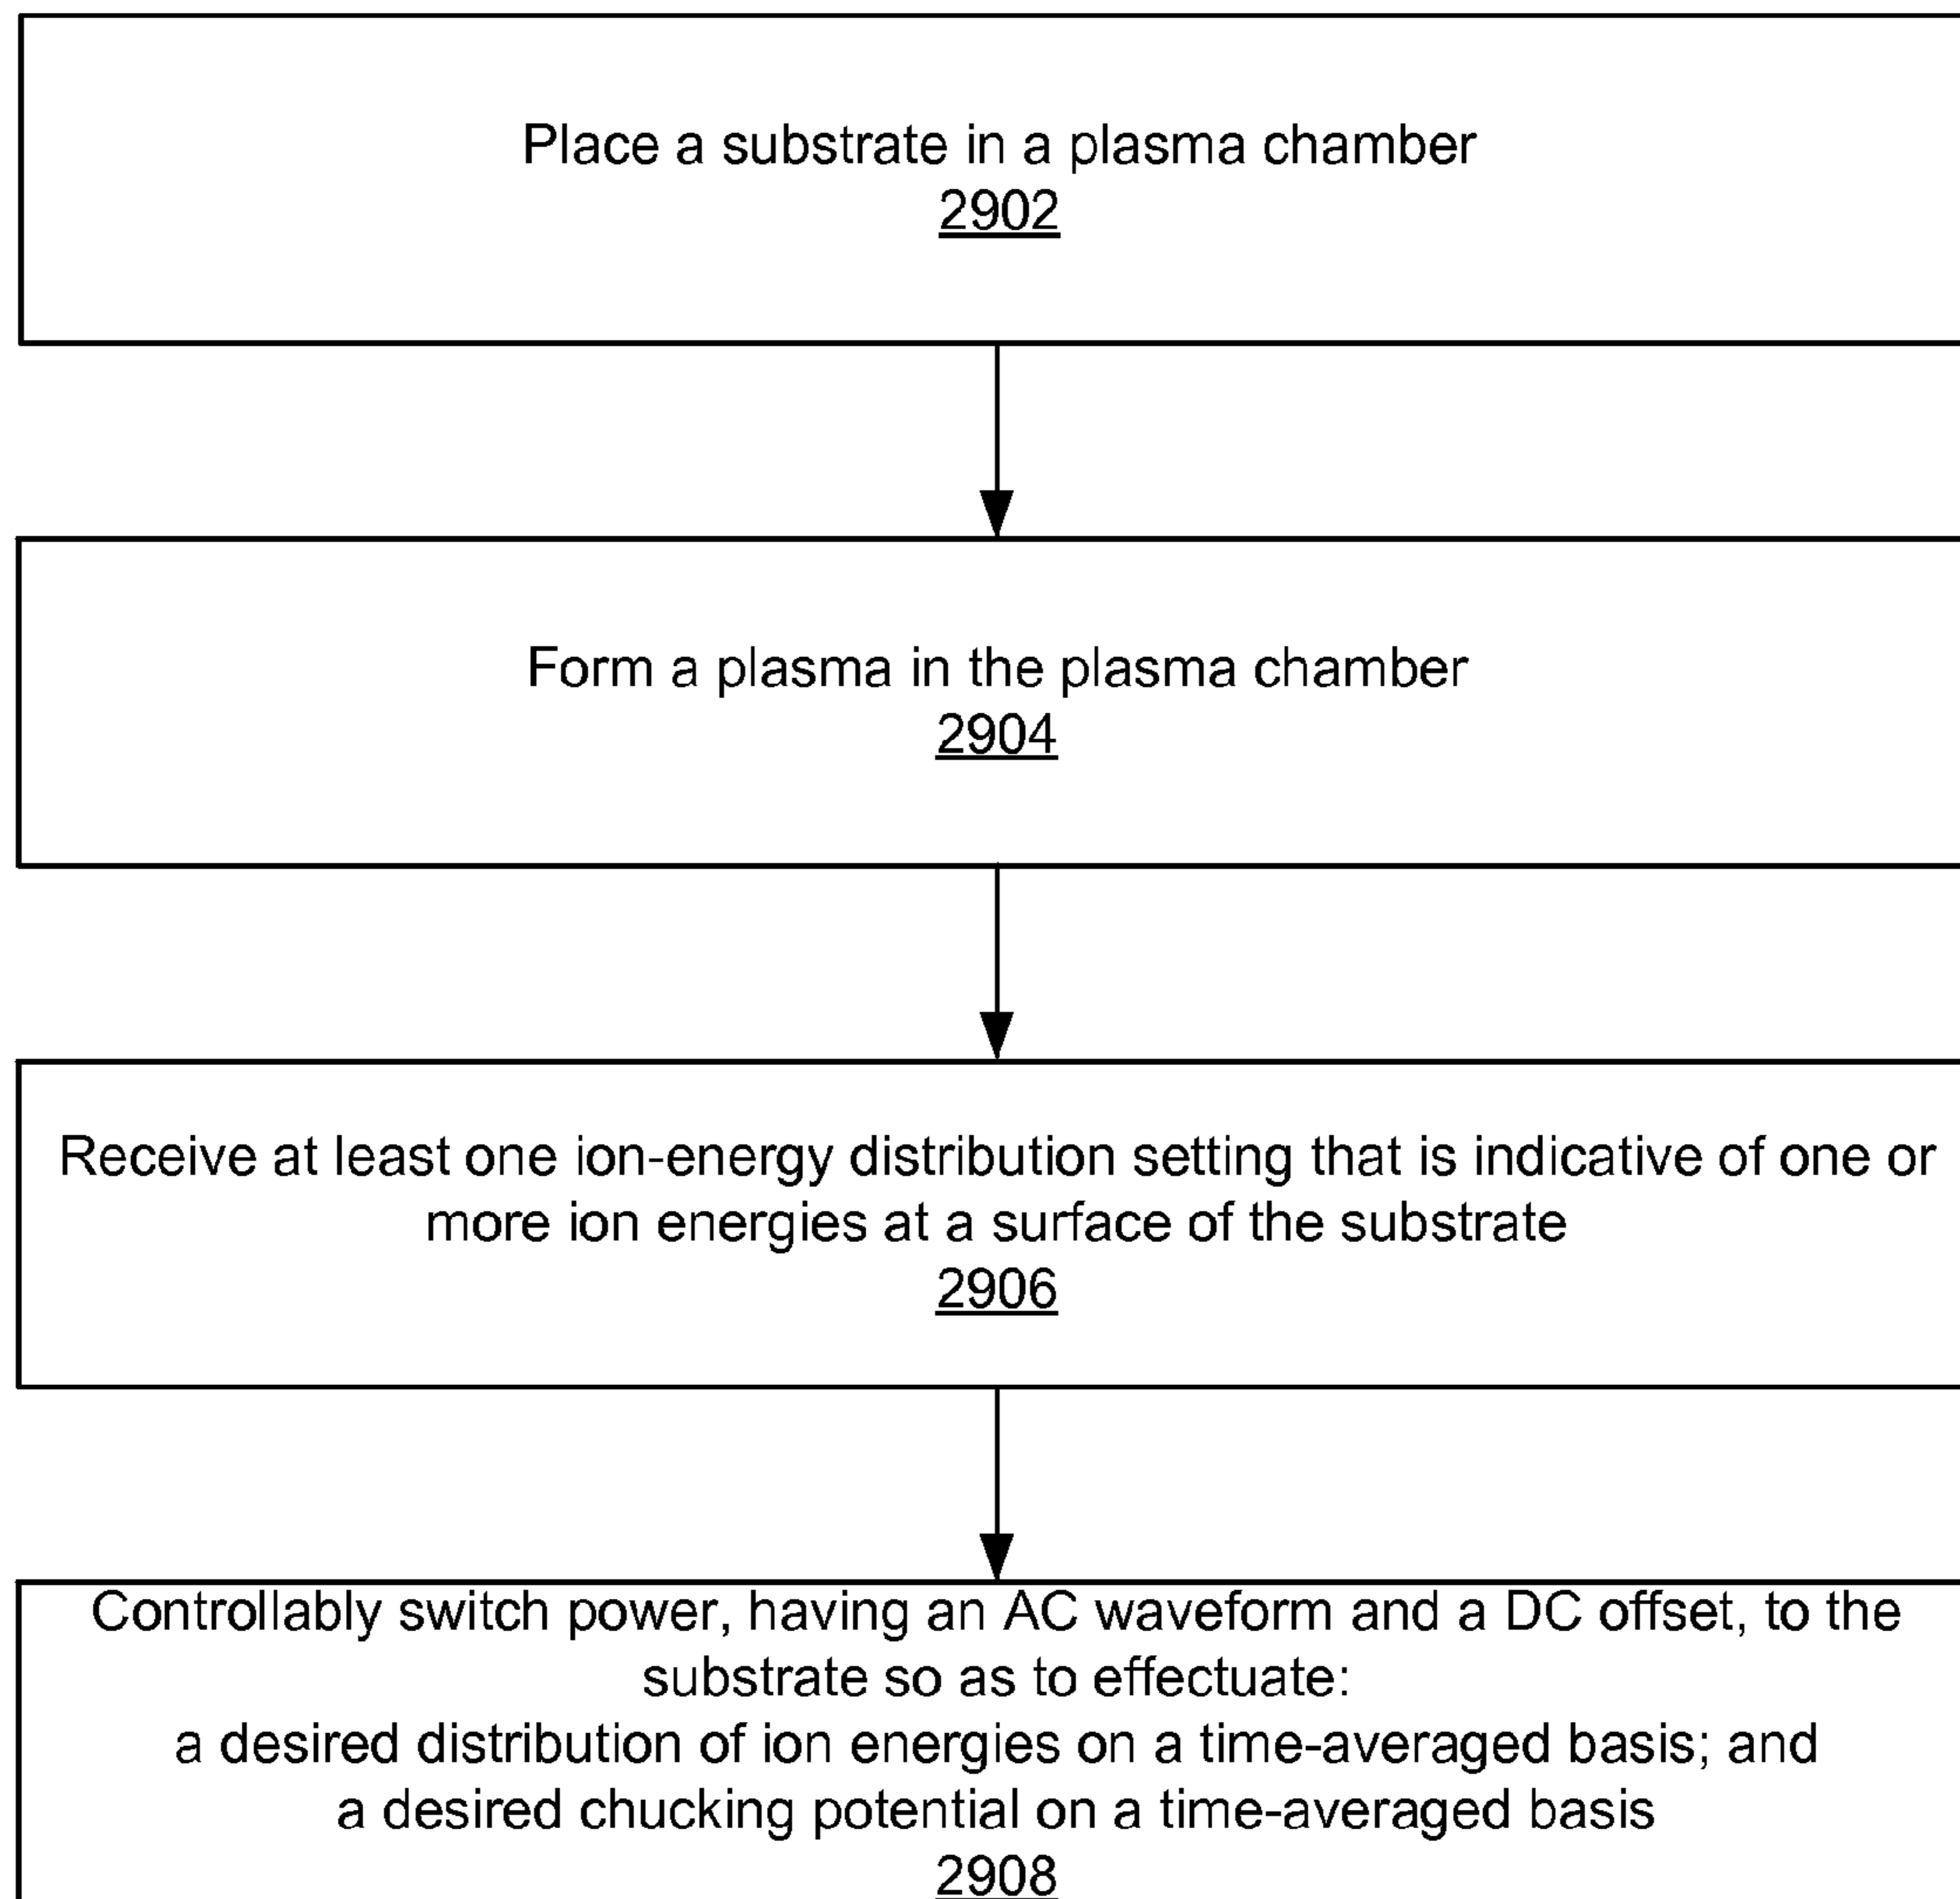 Place a substrate in a plasma chamber
2902
Form a plasma in the plasma chamber
2904
Receive at least one ion-energy distribution setting that is indicative of one or
more ion energies at a surface of the substrate
2906
Controllably switch power, having an AC waveform and a DC offset, to the
substrate so as to effectuate:
a desired distribution of ion energies on a time-averaged basis; and
a desired chucking potential on a time-averaged basis
2908